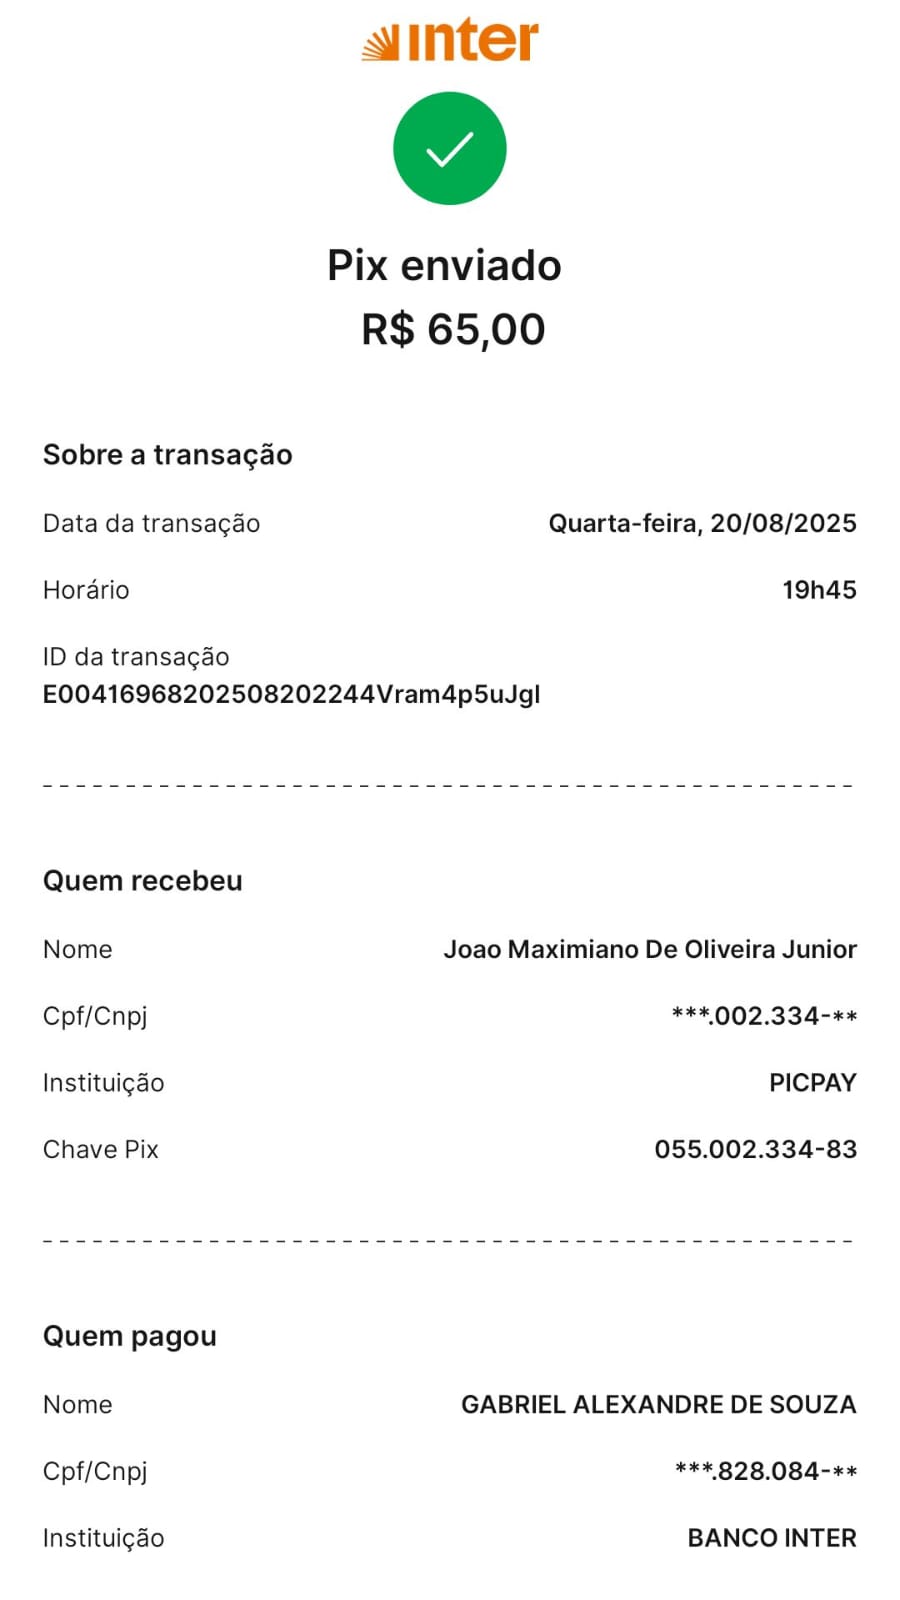 inter
Pix enviado
R$ 65,00
Sobre a transação
Data da transação Quarta-feira, 20/08/2025
Horário 19h45
ID da transação
E00416968202508202244Vram4p5uJgl
Quem recebeu
Nome Joao Maximiano De Oliveira Junior
Cpf/Cnpj ***.002.334-**
Instituição PICPAY
Chave Pix 055.002.334-83
Quem pagou
Nome GABRIEL ALEXANDRE DE SOUZA
Cpf/Cnpj ***.828.084-**
Instituição BANCO INTER